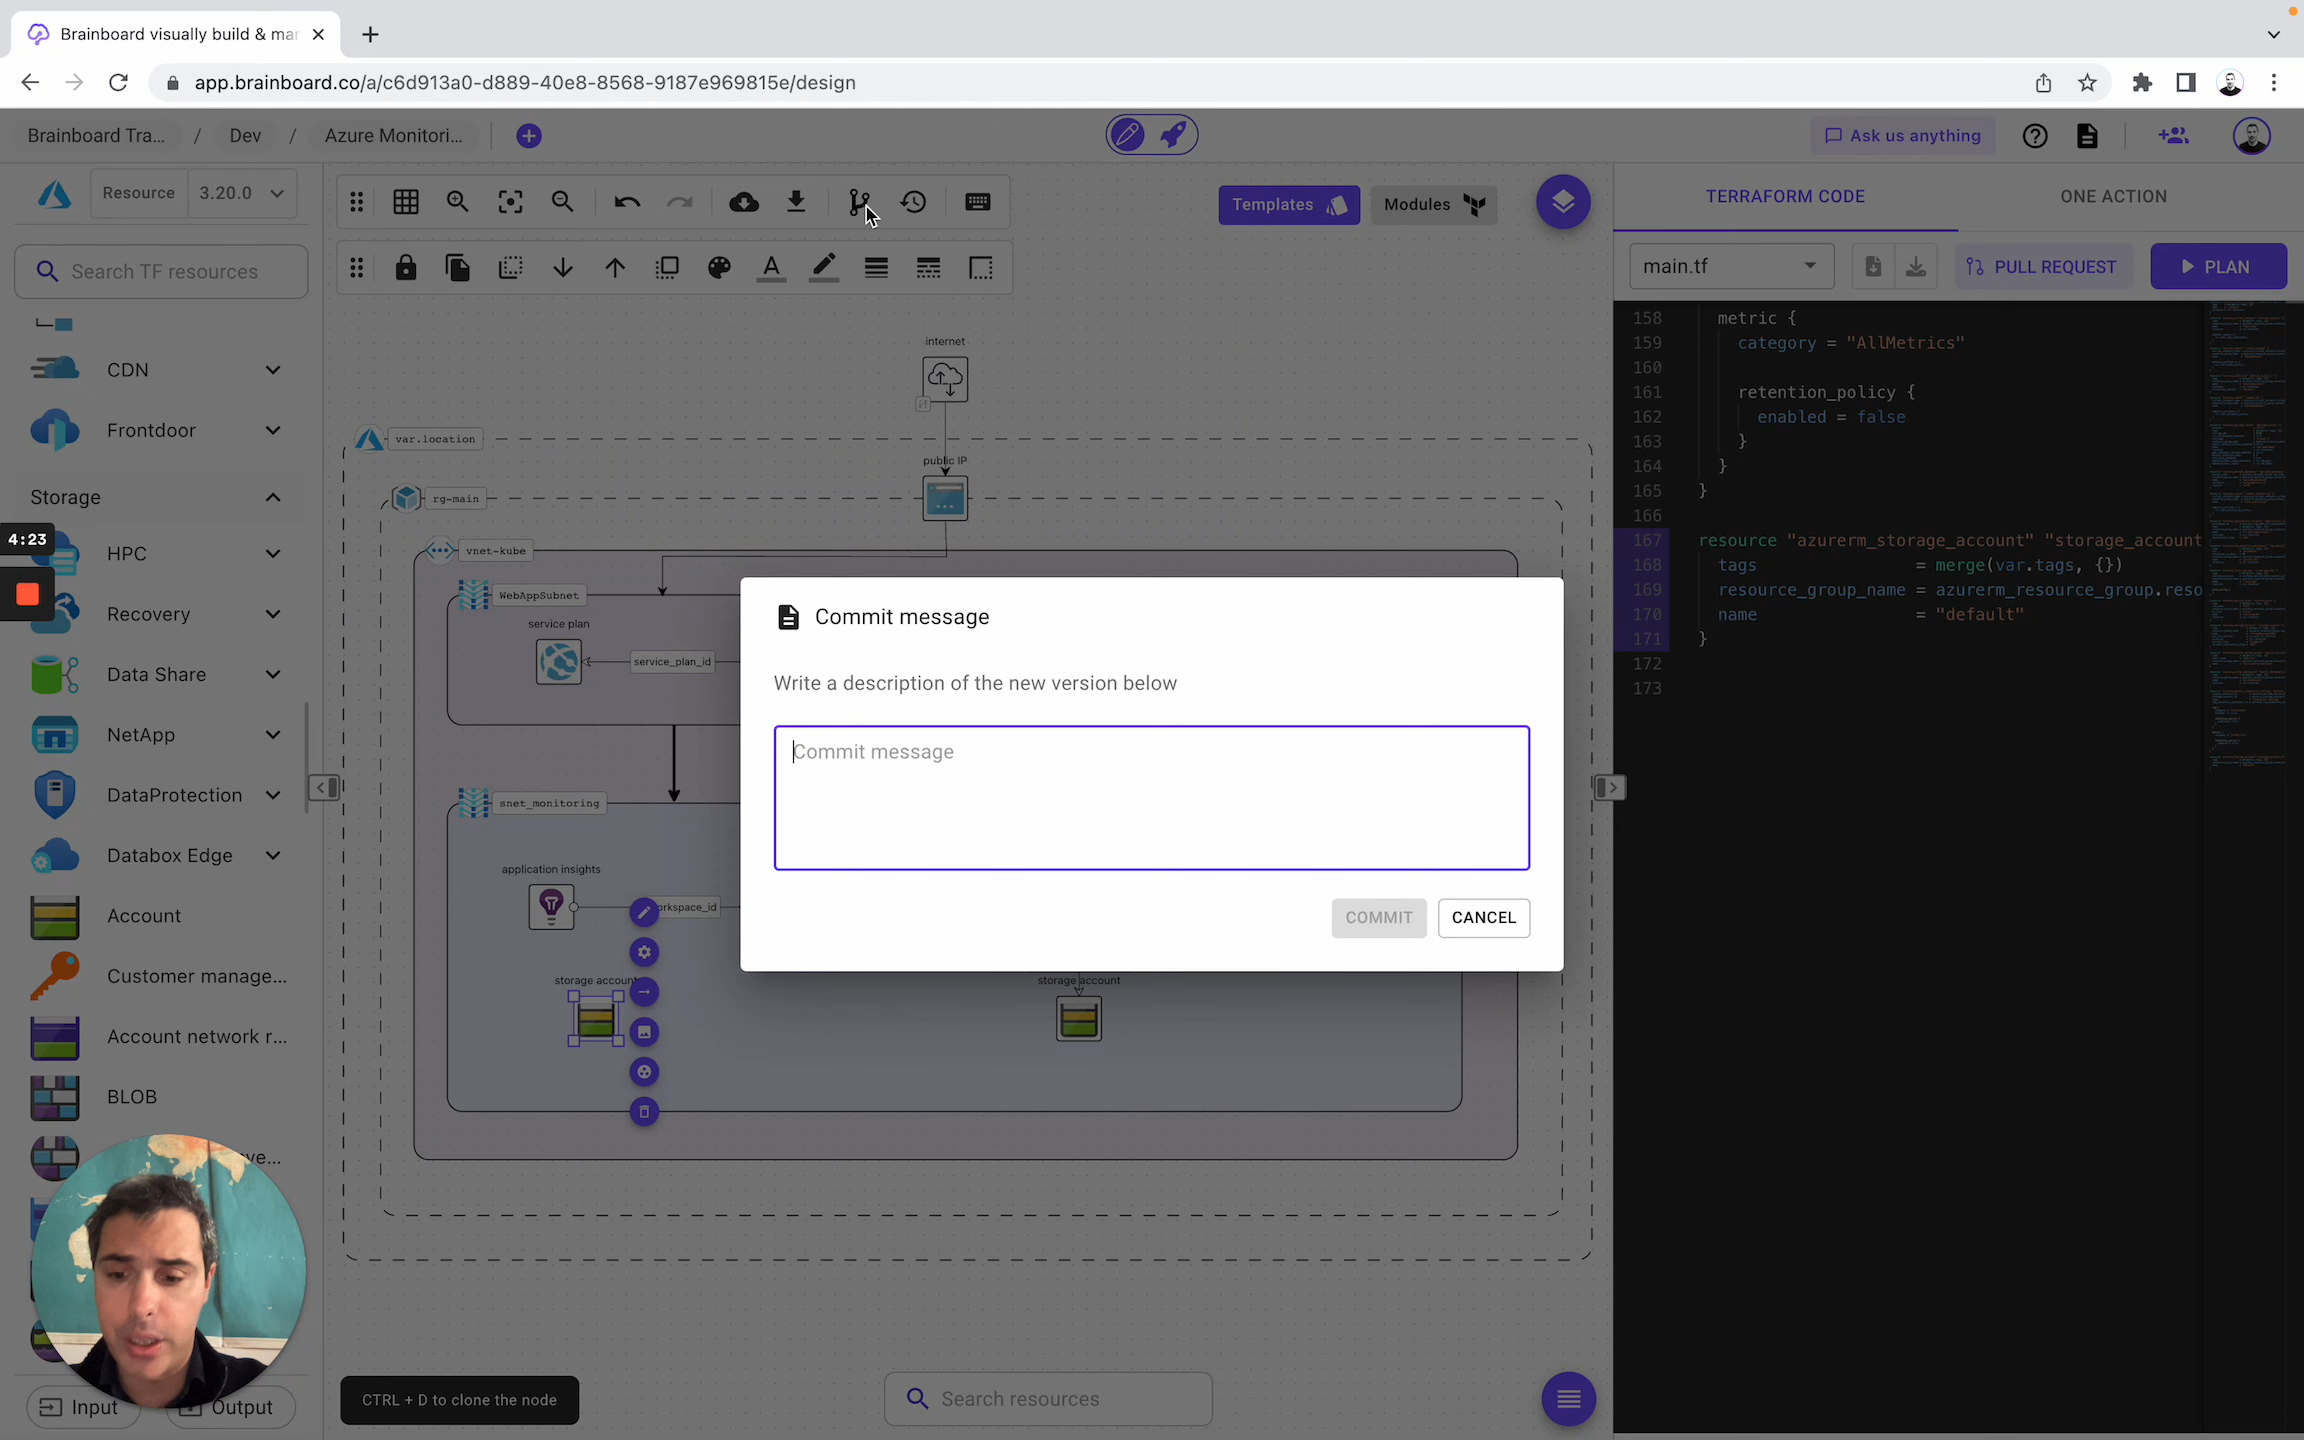 Brainboard visually build & mar
app.brainboard.co/a/c6d913a0-d889-40e8-8568-9187e969815e/design
Brainboard Tra... / Dev / Azure Monitori...
Ask us anything
Resource 3.20.0
Templates
Modules
TERRAFORM CODE
ONE ACTION
Search TF resources
main.tf
PULL REQUEST
PLAN
CDN
Frontdoor
Storage
4:23
HPC
Recovery
Data Share
NetApp
DataProtection
Databox Edge
Account
Customer manage...
Account network r...
BLOB
ve...
Input
Output
internet
var.location
public IP
rg-main
vnet-kube
WebAppSubnet
service plan
service_plan_id
snet_monitoring
application insights
orkspace_id
storage account
storage account
Commit message
Write a description of the new version below
Commit message
COMMIT
CANCEL
158 metric {
159 category = "AllMetrics"
160
161 retention_policy {
162 enabled = false
163 }
164 }
165 }
166
167 resource "azurerm_storage_account" "storage_account
168 tags = merge(var.tags, {})
169 resource_group_name = azurerm_resource_group.reso
170 name = "default"
171 }
172
173
CTRL + D to clone the node
Search resources